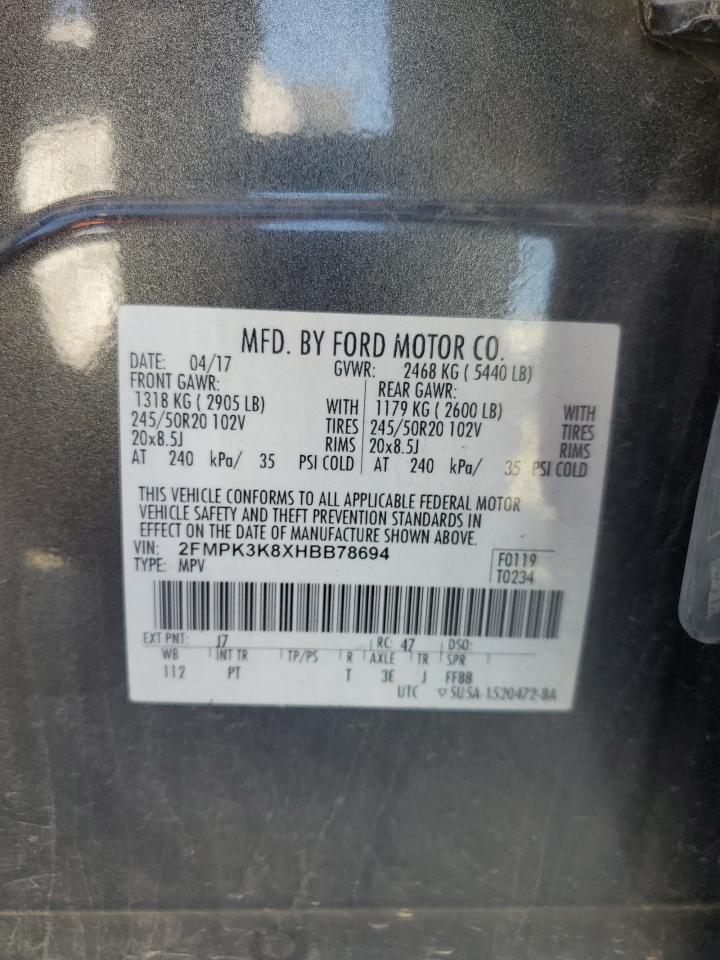 MFD. BY FORD MOTOR CO.
DATE: 04/17 GVWR: 2468 KG ( 5440 LB)
FRONT GAWR: REAR GAWR:
1318 KG ( 2905 LB) WITH 1179 KG ( 2600 LB) WITH
245/50R20 102V TIRES 245/50R20 102V TIRES
20x8.5J RIMS 20x8.5J RIMS
AT 240 kPa/ 35 PSI COLD AT 240 kPa/ 35 PSI COLD
THIS VEHICLE CONFORMS TO ALL APPLICABLE FEDERAL MOTOR
VEHICLE SAFETY AND THEFT PREVENTION STANDARDS IN
EFFECT ON THE DATE OF MANUFACTURE SHOWN ABOVE.
VIN: 2FMPK3K8XHBB78694 F0119
TYPE: MPV T0234
EXT PNT: J7 RC: 47 DSO:
WB INT TR TP/PS R AXLE TR SPR
112 PT T 3E J FF88
UTC ▽5U5A-1520472-8A